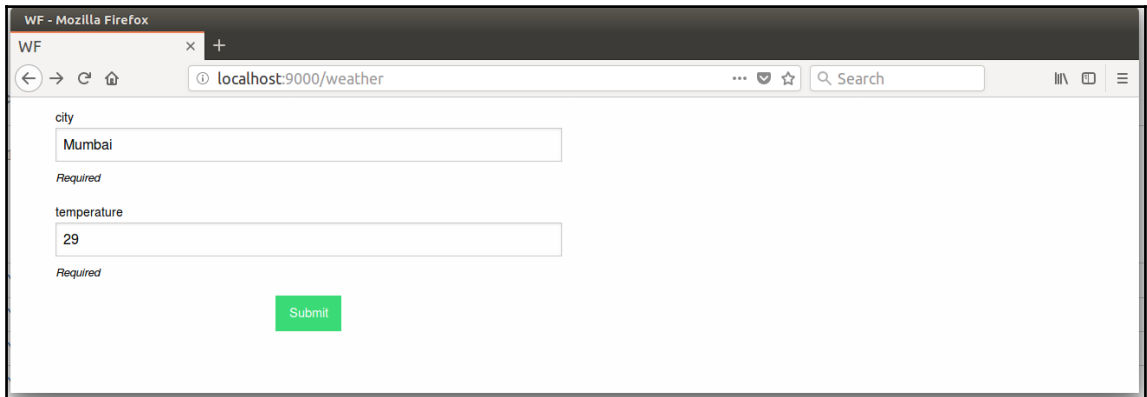 WF - Mozilla Firefox
WF
localhost:9000/weather
Search
city
Mumbai
Required
temperature
29
Required
Submit